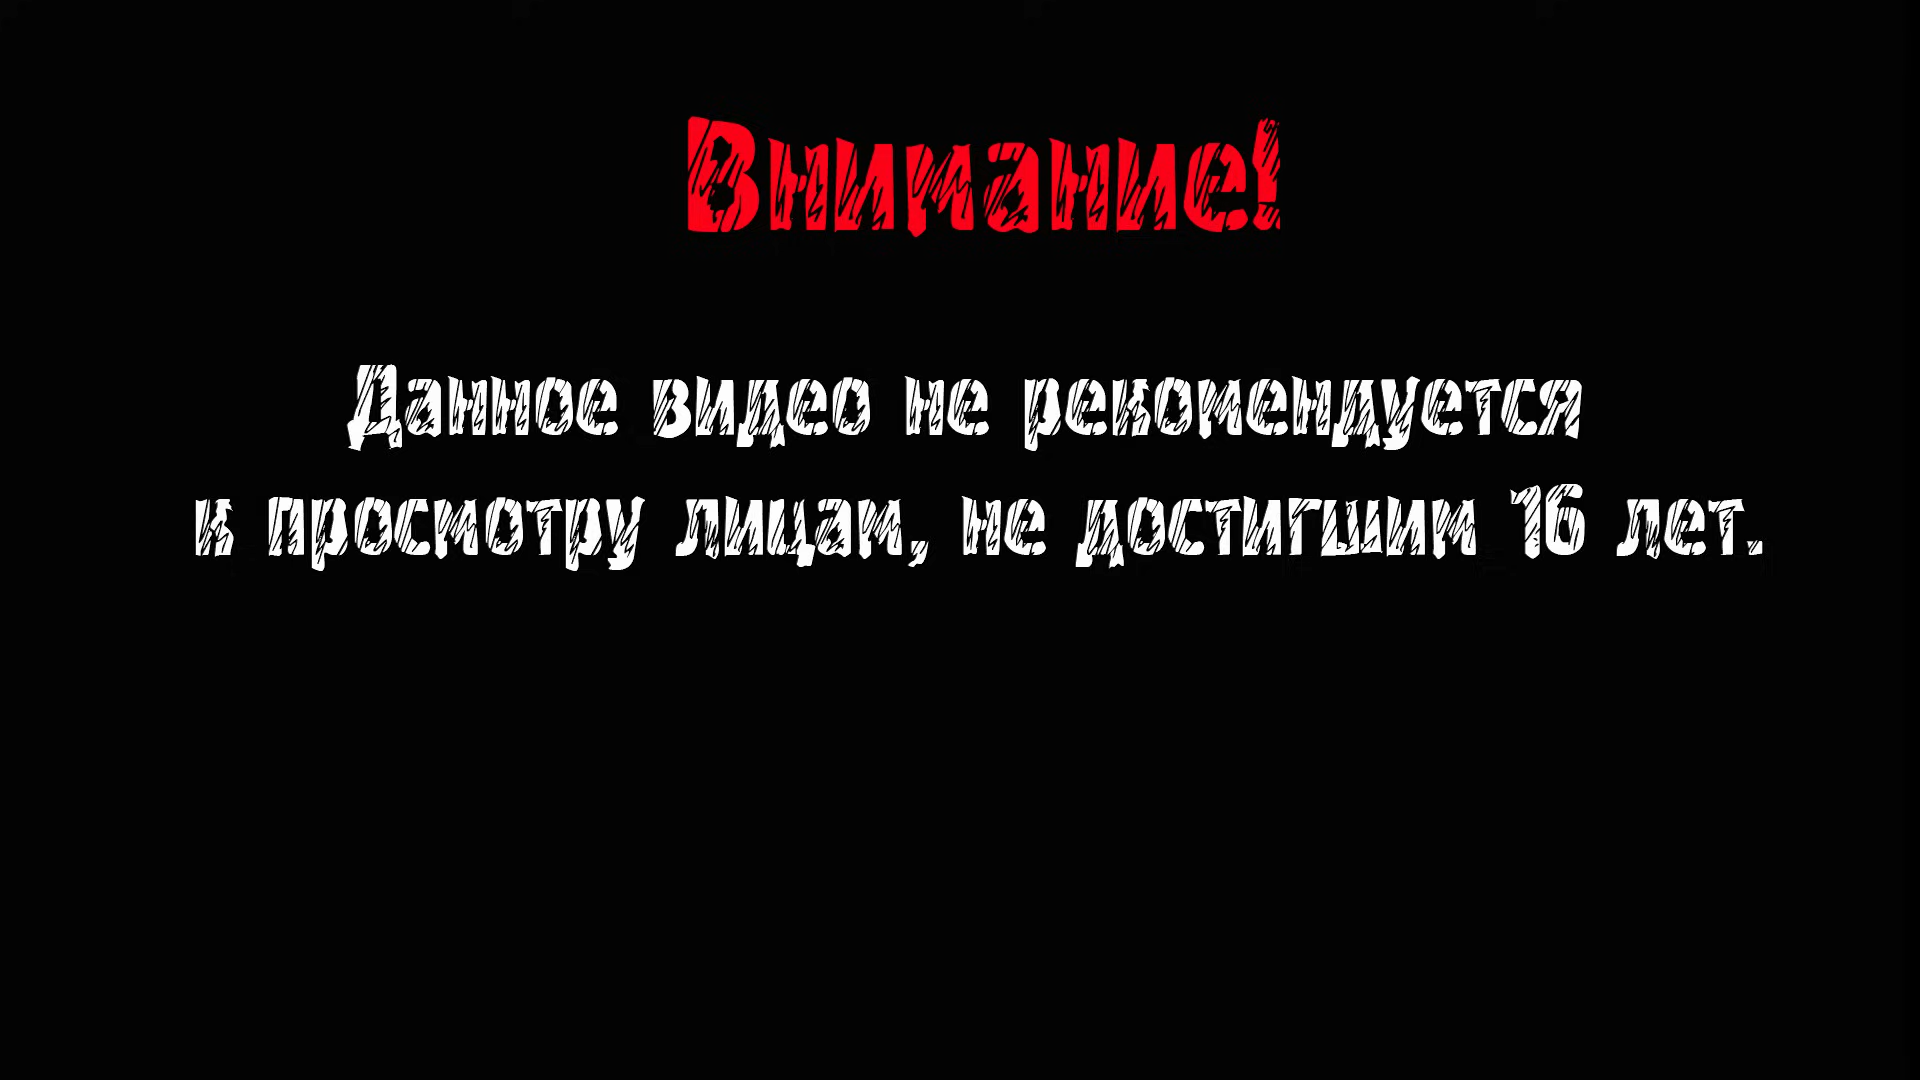 Внимание!
Данное видео не рекомендуется
к просмотру лицам, не достигшим 16 лет.